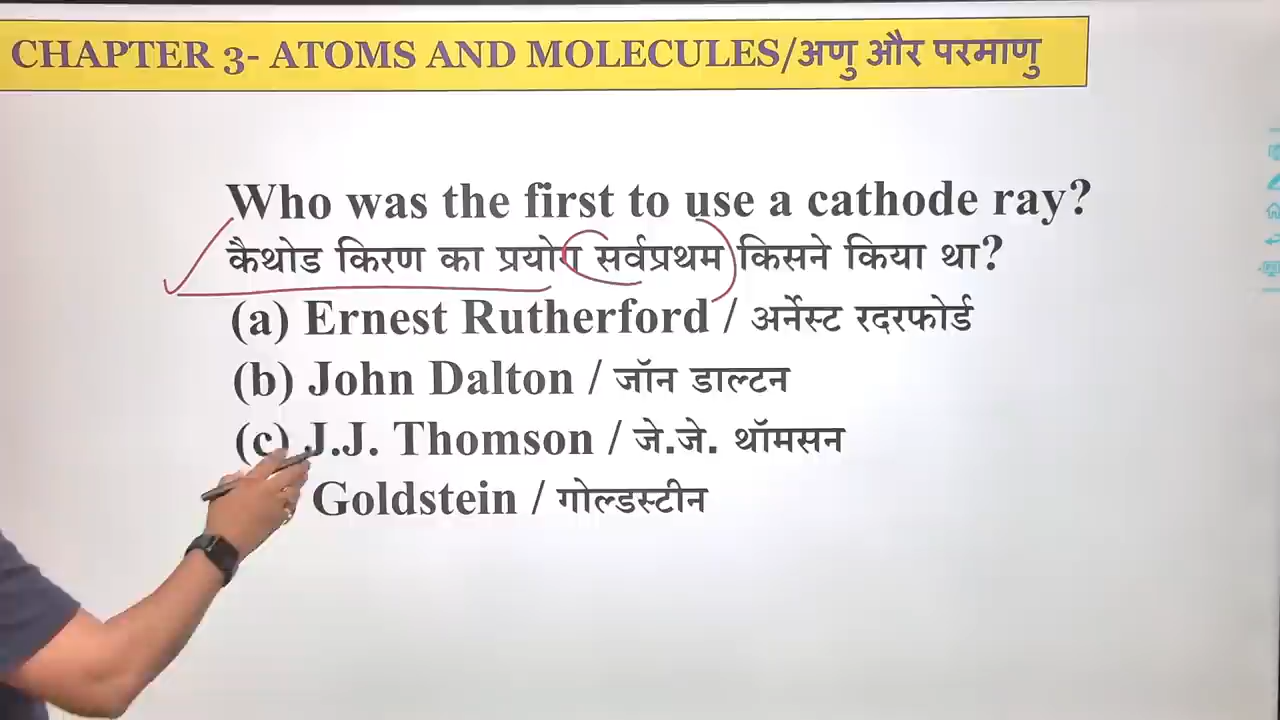 CHAPTER 3- ATOMS AND MOLECULES/अणु और परमाणु
Who was the first to use a cathode ray?
कैथोड किरण का प्रयोग सर्वप्रथम किसने किया था?
(a) Ernest Rutherford / अर्नेस्ट रदरफोर्ड
(b) John Dalton / जॉन डाल्टन
(c) J.J. Thomson / जे.जे. थॉमसन
Goldstein / गोल्डस्टीन